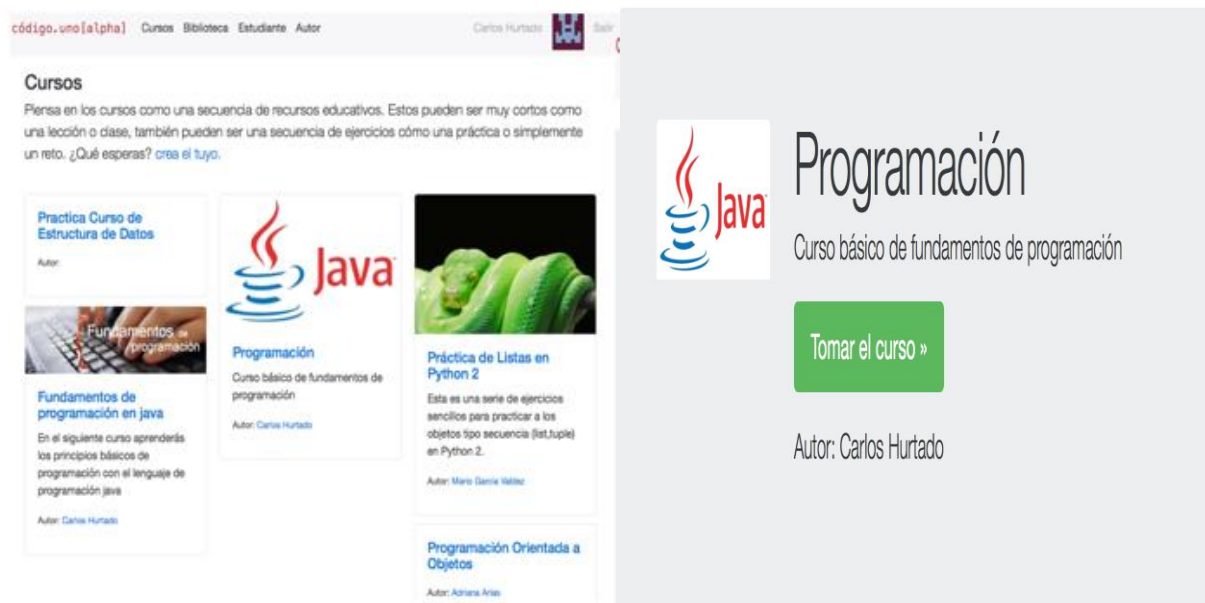 código.uno[alpha] Cursos Biblioteca Estudiante Autor Carlos Hurtado Salir
Cursos
Piensa en los cursos como una secuencia de recursos educativos. Estos pueden ser muy cortos como
una lección o clase, también pueden ser una secuencia de ejercicios cómo una práctica o simplemente
un reto. ¿Qué esperas? crea el tuyo.
Practica Curso de
Estructura de Datos
Autor:
Fundamentos de
programación
Fundamentos de
programación en java
En el siguiente curso aprenderás
los principios básicos de
programación con el lenguaje de
programación java
Autor: Carlos Hurtado
Java
Programación
Curso básico de fundamentos de
programación
Autor: Carlos Hurtado
Práctica de Listas en
Python 2
Esta es una serie de ejercicios
sencillos para practicar a los
objetos tipo secuencia (list,tuple)
en Python 2.
Autor: Mario García Valdez
Programación Orientada a
Objetos
Autor: Adriana Arias
Java
Programación
Curso básico de fundamentos de programación
Tomar el curso »
Autor: Carlos Hurtado